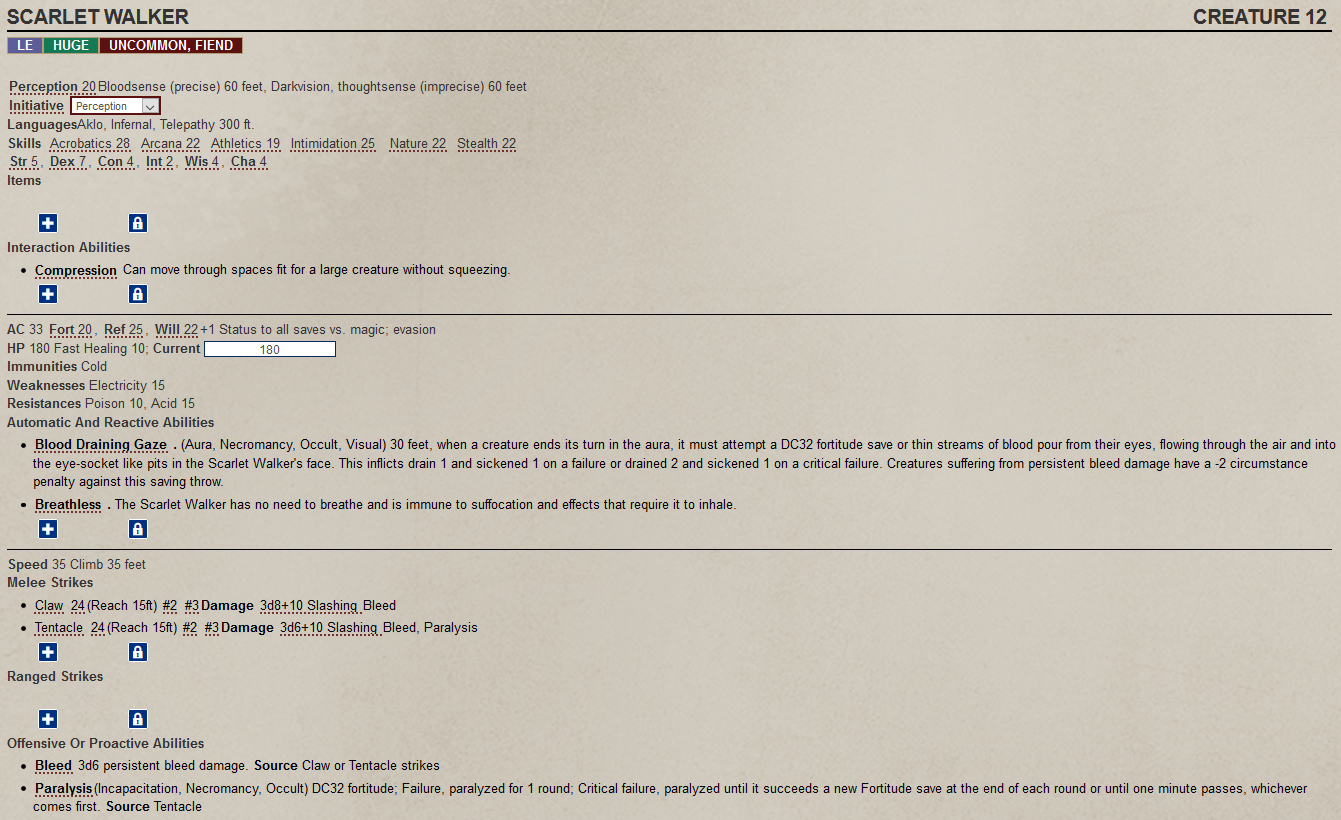 SCARLET WALKER CREATURE 12
LE HUGE UNCOMMON, FIEND
Perception 20 Bloodsense (precise) 60 feet, Darkvision, thoughtsense (imprecise) 60 feet
Initiative Perception
LanguagesAklo, Infernal, Telepathy 300 ft.
Skills Acrobatics 28 Arcana 22 Athletics 19 Intimidation 25 Nature 22 Stealth 22
Str 5, Dex 7, Con 4, Int 2, Wis 4, Cha 4
Items
Interaction Abilities
• Compression Can move through spaces fit for a large creature without squeezing.
AC 33 Fort 20, Ref 25, Will 22 +1 Status to all saves vs. magic; evasion
HP 180 Fast Healing 10; Current 180
Immunities Cold
Weaknesses Electricity 15
Resistances Poison 10, Acid 15
Automatic And Reactive Abilities
• Blood Draining Gaze . (Aura, Necromancy, Occult, Visual) 30 feet, when a creature ends its turn in the aura, it must attempt a DC32 fortitude save or thin streams of blood pour from their eyes, flowing through the air and into
the eye-socket like pits in the Scarlet Walker's face. This inflicts drain 1 and sickened 1 on a failure or drained 2 and sickened 1 on a critical failure. Creatures suffering from persistent bleed damage have a -2 circumstance
penalty against this saving throw.
• Breathless . The Scarlet Walker has no need to breathe and is immune to suffocation and effects that require it to inhale.
Speed 35 Climb 35 feet
Melee Strikes
• Claw 24 (Reach 15ft) #2 #3 Damage 3d8+10 Slashing Bleed
• Tentacle 24 (Reach 15ft) #2 #3 Damage 3d6+10 Slashing Bleed, Paralysis
Ranged Strikes
Offensive Or Proactive Abilities
• Bleed 3d6 persistent bleed damage. Source Claw or Tentacle strikes
• Paralysis (Incapacitation, Necromancy, Occult) DC32 fortitude; Failure, paralyzed for 1 round; Critical failure, paralyzed until it succeeds a new Fortitude save at the end of each round or until one minute passes, whichever
comes first. Source Tentacle